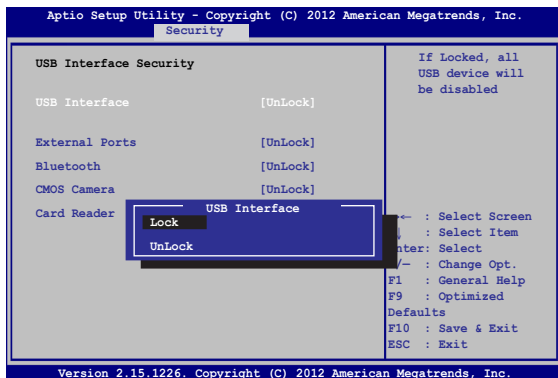 Aptio Setup Utility - Copyright (C) 2012 American Megatrends, Inc.
Security
USB Interface Security
USB Interface [UnLock]
External Ports [UnLock]
Bluetooth [UnLock]
CMOS Camera [UnLock]
Card Reader
USB Interface
Lock
UnLock
If Locked, all
USB device will
be disabled
← : Select Screen
↓ : Select Item
nter: Select
/— : Change Opt.
F1 : General Help
F9 : Optimized
Defaults
F10 : Save & Exit
ESC : Exit
Version 2.15.1226. Copyright (C) 2012 American Megatrends, Inc.